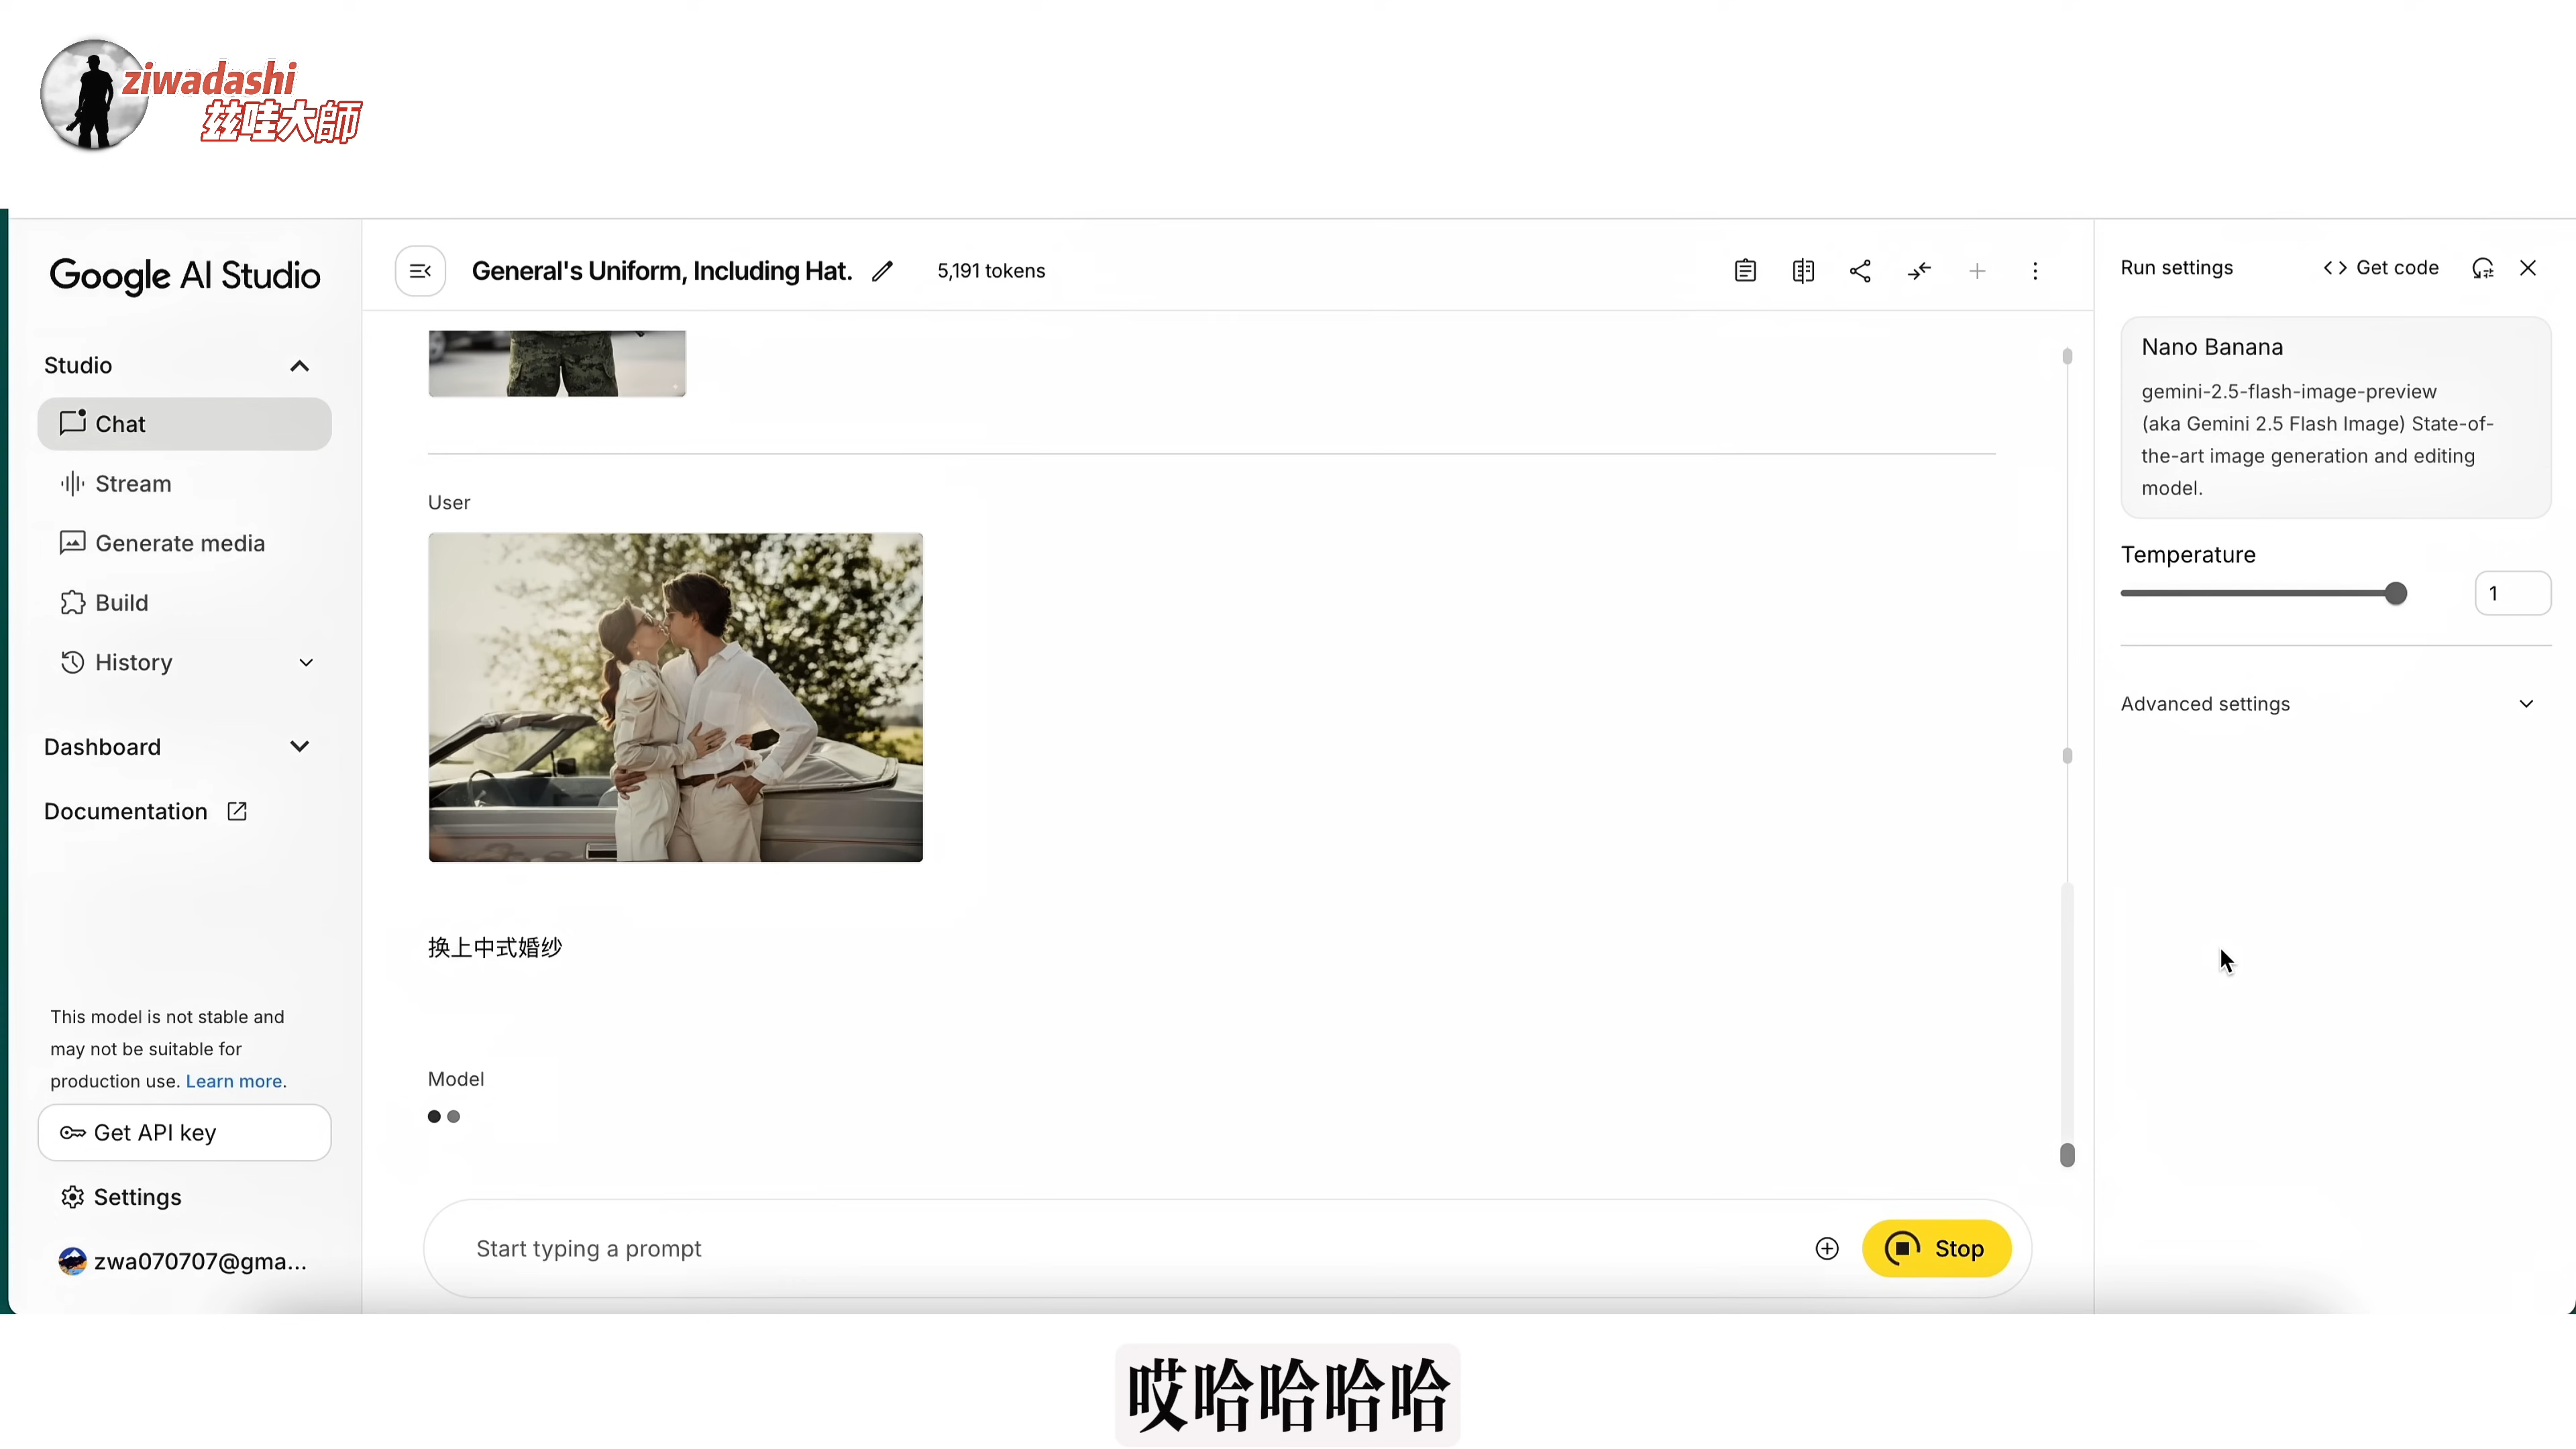 ziwadashi
兹哇大師
Google AI Studio
Studio
Chat
Stream
Generate media
Build
History
Dashboard
Documentation
This model is not stable and
may not be suitable for
production use. Learn more.
Get API key
Settings
zwa070707@gma...
General's Uniform, Including Hat.
5,191 tokens
User
换上中式婚纱
Model
Start typing a prompt
Stop
Run settings
Get code
Nano Banana
gemini-2.5-flash-image-preview
(aka Gemini 2.5 Flash Image) State-of-
the-art image generation and editing
model.
Temperature
1
Advanced settings
哎哈哈哈哈